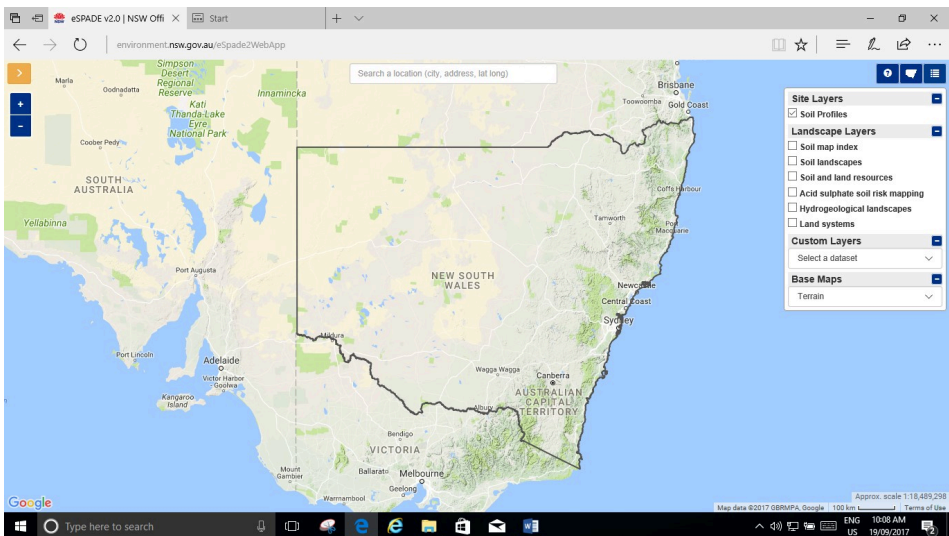 eSPADE v2.0 | NSW Offi
Start
environment.nsw.gov.au/eSpade2WebApp
Search a location (city, address, lat long)
Simpson
Desert
Regional
Reserve
Marla
Oodnadatta
Innamincka
Kati
Thanda-Lake
Eyre
National Park
Coober Pedy
SOUTH
AUSTRALIA
Yellabinna
Port Augusta
Port Lincoln
Adelaide
Victor Harbor
Goolwa
Kangaroo
Island
Brisbane
Toowoomba
Gold Coast
Coffs Harbour
Tamworth
Port
Macquarie
NEW SOUTH
WALES
Newcastle
Central Coast
Sydney
Mildura
Wagga Wagga
Canberra
AUSTRALIAN
CAPITAL
TERRITORY
Albury
Bendigo
VICTORIA
Mount
Gambier
Ballarat
Melbourne
Geelong
Warrnambool
Site Layers
Soil Profiles
Landscape Layers
Soil map index
Soil landscapes
Soil and land resources
Acid sulphate soil risk mapping
Hydrogeological landscapes
Land systems
Custom Layers
Select a dataset
Base Maps
Terrain
Google
Approx. scale 1:18,489,298
Map data ©2017 GBRMPA, Google
100 km
Terms of Use
Type here to search
ENG
US
10:08 AM
19/09/2017